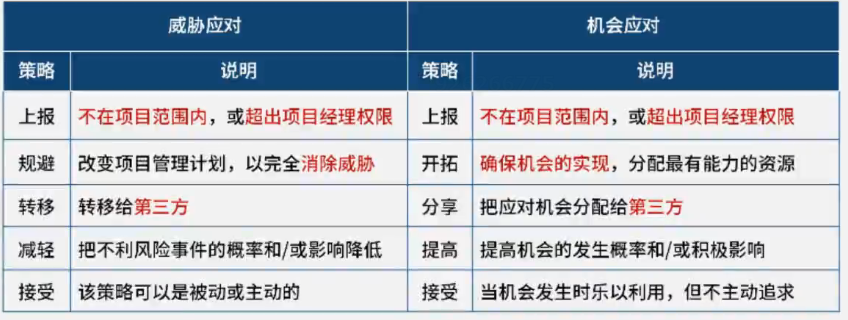 威胁应对 机会应对
策略 说明 策略 说明
上报 不在项目范围内，或超出项目经理权限 上报 不在项目范围内，或超出项目经理权限
规避 改变项目管理计划，以完全消除威胁 开拓 确保机会的实现，分配最有能力的资源
转移 转移给第三方 分享 把应对机会分配给第三方
减轻 把不利风险事件的概率和/或影响降低 提高 提高机会的发生概率和/或积极影响
接受 该策略可以是被动或主动的 接受 当机会发生时乐以利用，但不主动追求